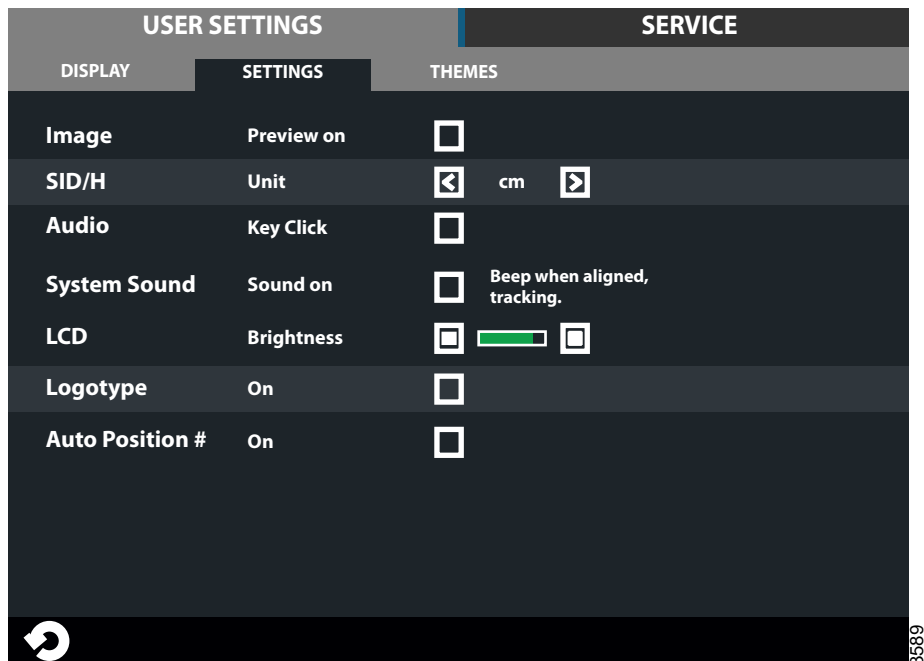 USER SETTINGS SERVICE
DISPLAY SETTINGS THEMES
Image Preview on
SID/H Unit cm
Audio Key Click
System Sound Sound on Beep when aligned,
tracking.
LCD Brightness
Logotype On
Auto Position # On